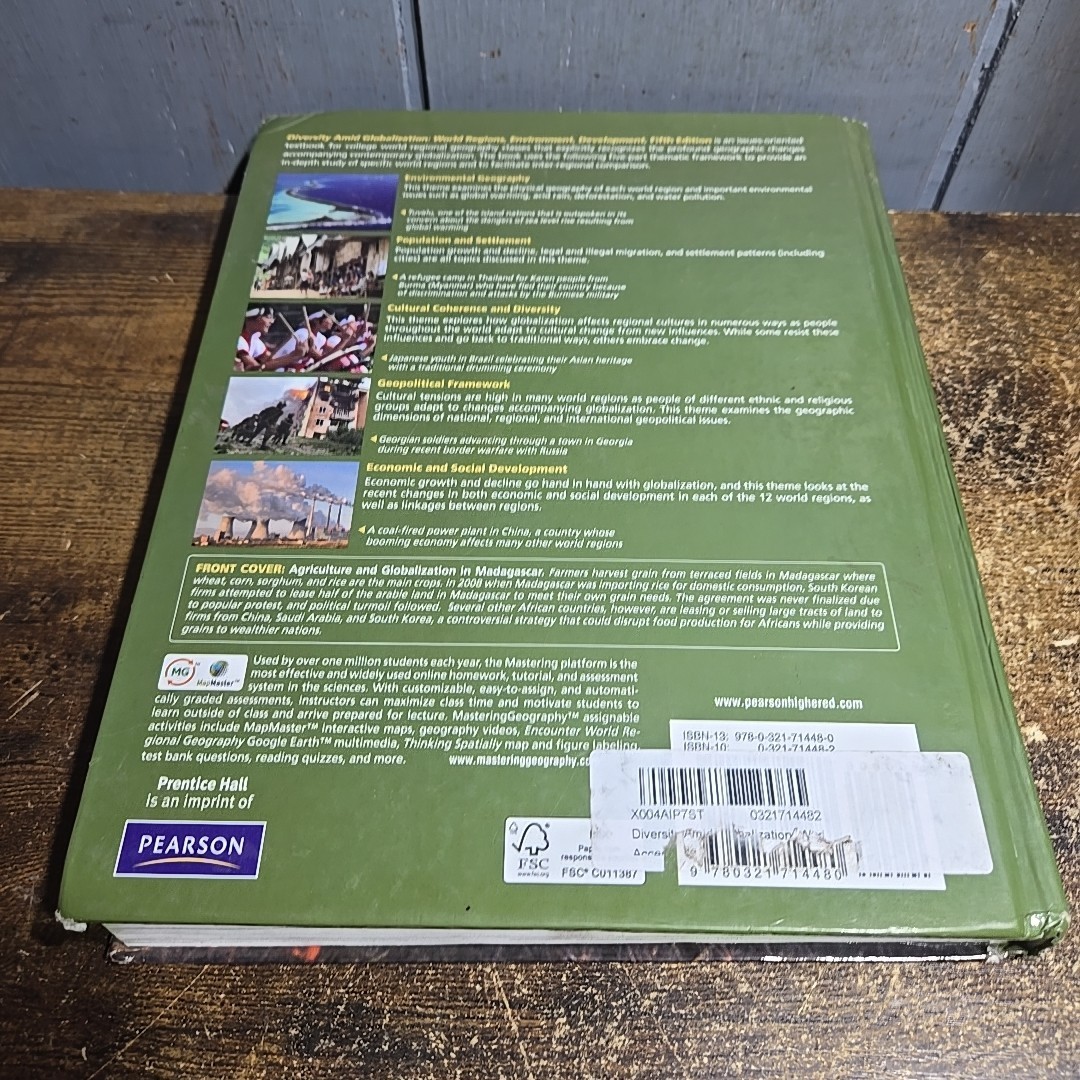 Diversity Amid Globalization: World Regions, Environment, Development, Fifth Edition is an issues-oriented
textbook for college world regional geography classes that explicitly recognizes the profound geographic changes
accompanying contemporary globalization. The book uses the following five-part thematic framework to provide an
in-depth study of specific world regions and to facilitate regional comparison.
Environmental Geography
This theme examines the physical geography of each world region and important environmental
issues such as global warming, acid rain, deforestation, and water pollution.
Tuvalu, one of the island nations that is outspoken in its
concern about the dangers of sea level rise resulting from
global warming
Population and Settlement
Population growth and decline, legal and illegal migration, and settlement patterns (including
cities) are all topics discussed in this theme.
A refugee camp in Thailand for Karen people from
Burma (Myanmar) who have fled their country because
of discrimination and attacks by the Burmese military
Cultural Coherence and Diversity
This theme explores how globalization affects regional cultures in numerous ways as people
throughout the world adapt to cultural change from new influences. While some resist these
influences and go back to traditional ways, others embrace change.
Japanese youth in Brazil celebrating their Asian heritage
with a traditional drumming ceremony
Geopolitical Framework
Cultural tensions are high in many world regions as people of different ethnic and religious
groups adapt to changes accompanying globalization. This theme examines the geographic
dimensions of national, regional, and international geopolitical issues.
Georgian soldiers advancing through a town in Georgia
during recent border warfare with Russia
Economic and Social Development
Economic growth and decline go hand in hand with globalization, and this theme looks at the
recent changes in both economic and social development in each of the 12 world regions, as
well as linkages between regions.
A coal-fired power plant in China, a country whose
booming economy affects many other world regions
FRONT COVER: Agriculture and Globalization in Madagascar. Farmers harvest grain from terraced fields in Madagascar where
wheat, corn, sorghum, and rice are the main crops. In 2008 when Madagascar was importing rice for domestic consumption, South Korean
firms attempted to lease half of the arable land in Madagascar to meet their own grain needs. The agreement was never finalized due
to popular protest, and political turmoil followed. Several other African countries, however, are leasing or selling large tracts of land to
firms from China, Saudi Arabia, and South Korea, a controversial strategy that could disrupt food production for Africans while providing
grains to wealthier nations.
MG™
MapMaster™
Used by over one million students each year, the Mastering platform is the
most effective and widely used online homework, tutorial, and assessment
system in the sciences. With customizable, easy-to-assign, and automati-
cally graded assessments, instructors can maximize class time and motivate students to
learn outside of class and arrive prepared for lecture. MasteringGeography™ assignable
activities include MapMaster™ interactive maps, geography videos, Encounter World Re-
gional Geography Google Earth™ multimedia, Thinking Spatially map and figure labeling,
test bank questions, reading quizzes, and more. www.masteringgeography.co
www.pearsonhighered.com
ISBN-13: 978-0-321-71448-0
ISBN-10: 0-321-71448-2
X004AIP7ST 0321714482
Prentice Hall
is an imprint of
PEARSON
FSC
www.fsc.org
FSC® C011387
9 780321 714480